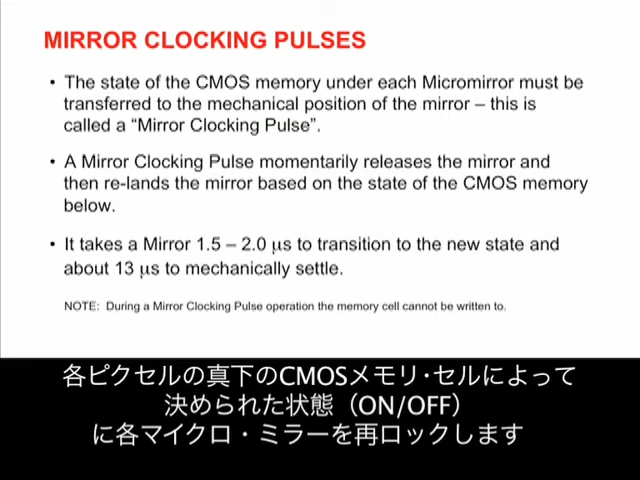 MIRROR CLOCKING PULSES
• The state of the CMOS memory under each Micromirror must be
transferred to the mechanical position of the mirror – this is
called a “Mirror Clocking Pulse”.
• A Mirror Clocking Pulse momentarily releases the mirror and
then re-lands the mirror based on the state of the CMOS memory
below.
• It takes a Mirror 1.5 – 2.0 μs to transition to the new state and
about 13 μs to mechanically settle.
NOTE: During a Mirror Clocking Pulse operation the memory cell cannot be written to.
各ピクセルの真下のCMOSメモリ・セルによって
決められた状態（ON/OFF）
に各マイクロ・ミラーを再ロックします